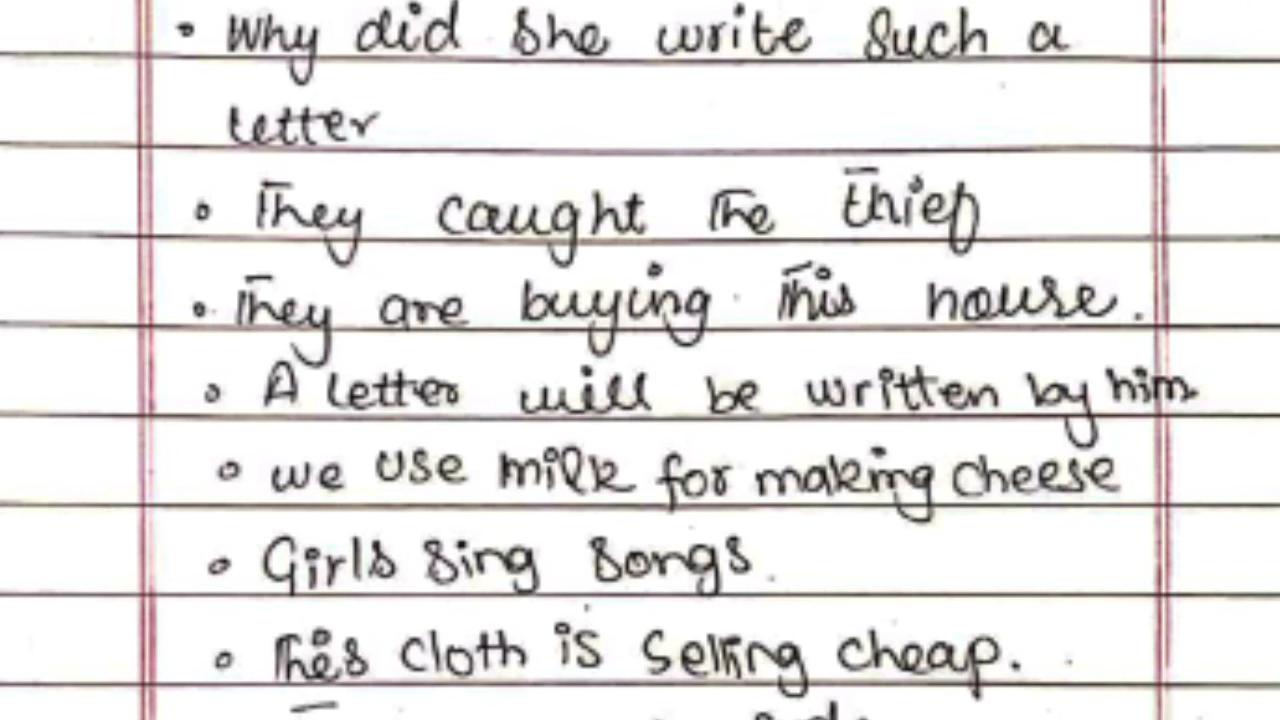 • Why did she write such a
letter
• They caught the thief
• They are buying this house.
• A letter will be written by him
• we use milk for making cheese
• Girls sing songs.
• This cloth is selling cheap.